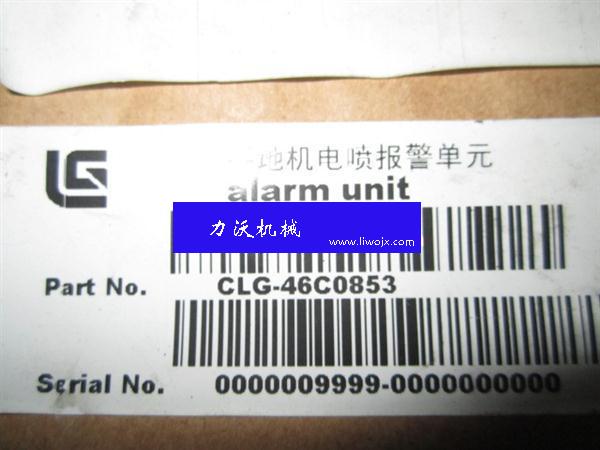 地机电喷报警单元
alarm unit
力沃机械
www.liwojx.com
Part No. CLG-46C0853
Serial No. 0000009999-0000000000